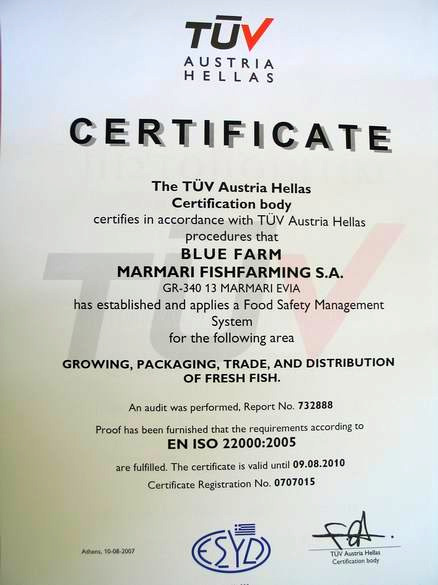 TÜV
AUSTRIA
HELLAS
CERTIFICATE
The TÜV Austria Hellas
Certification body
certifies in accordance with TÜV Austria Hellas
procedures that
BLUE FARM
MARMARI FISHFARMING S.A.
GR-340 13 MARMARI EVIA
has established and applies a Food Safety Management
System
for the following area
GROWING, PACKAGING, TRADE, AND DISTRIBUTION
OF FRESH FISH.
An audit was performed, Report No. 732888
Proof has been furnished that the requirements according to
EN ISO 22000:2005
are fulfilled. The certificate is valid until 09.08.2010
Certificate Registration No. 0707015
Athens, 10-08-2007
ΕΣΥΔ
TÜV Austria Hellas
Certification body